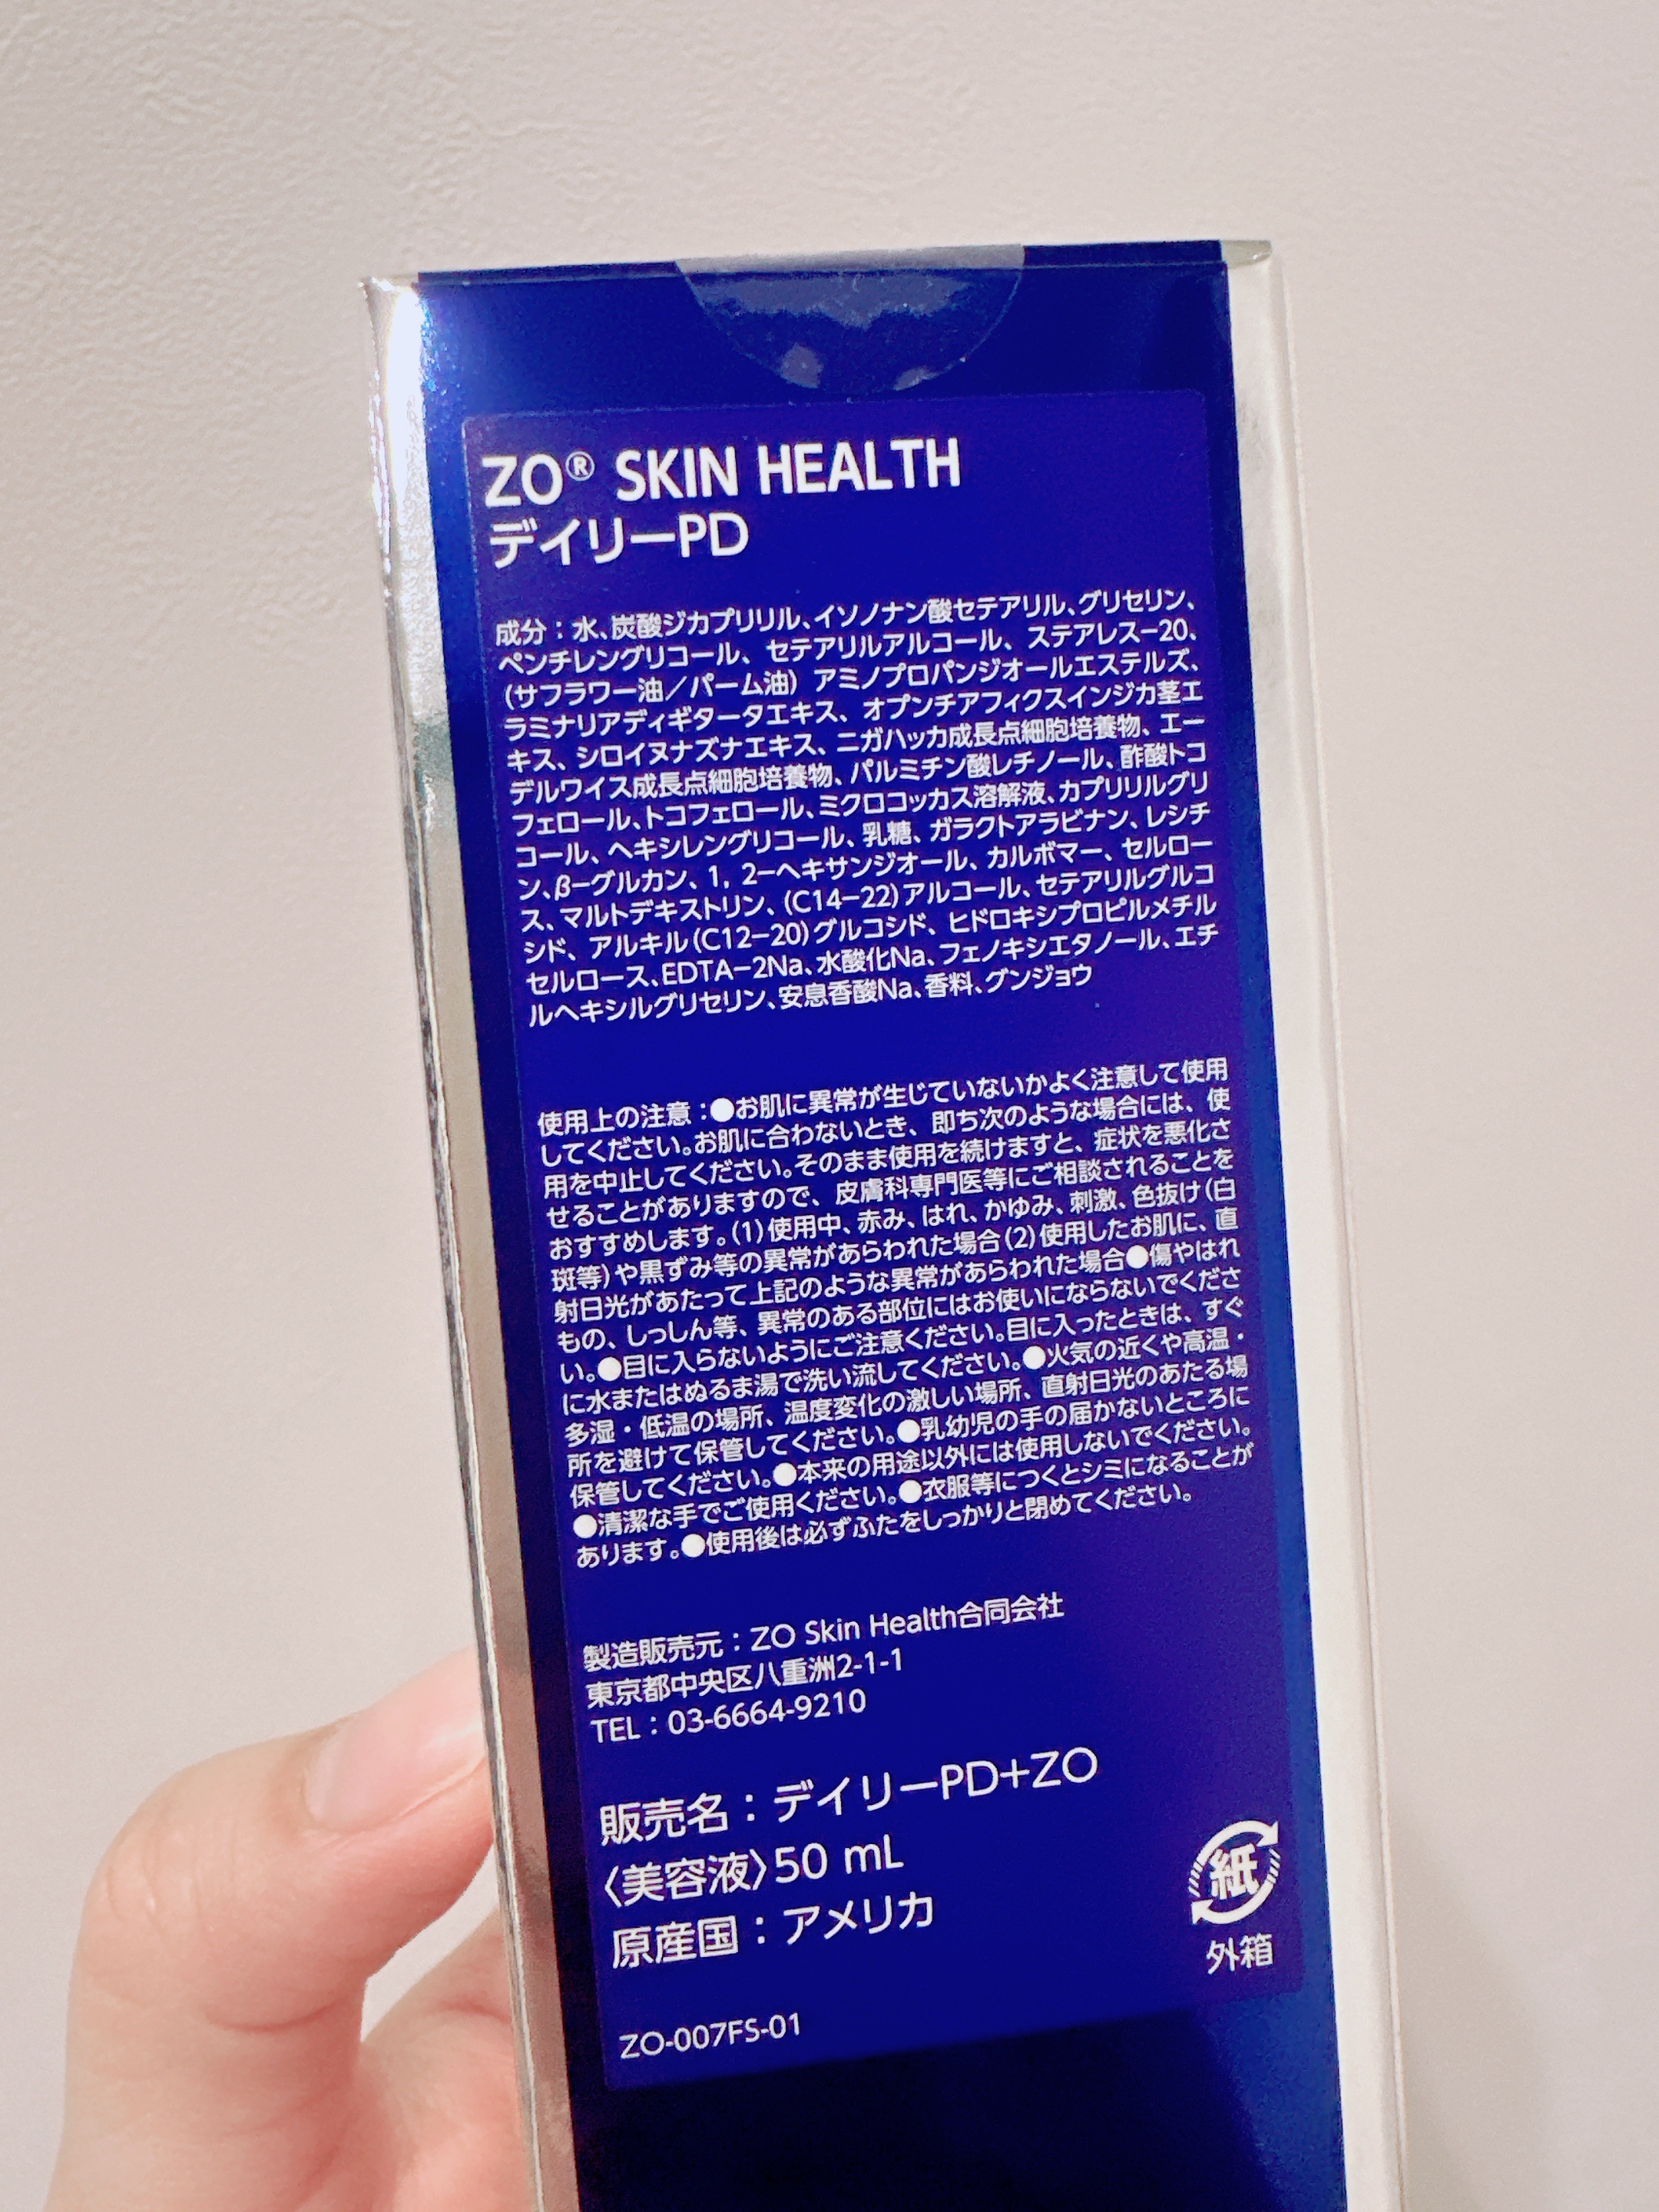 ZO® SKIN HEALTH
デイリーPD
成分：水、炭酸ジカプリリル、イソノナン酸セテアリル、グリセリン、
ペンチレングリコール、セテアリルアルコール、ステアレス－20、
（サフラワー油／パーム油）アミノプロパンジオールエステルズ、
ラミナリアディギタータエキス、オプンチアフィクスインジカ茎エ
キス、シロイヌナズナエキス、ニガハッカ成長点細胞培養物、エー
デルワイス成長点細胞培養物、パルミチン酸レチノール、酢酸トコ
フェロール、トコフェロール、ミクロコッカス溶解液、カプリリルグリ
コール、ヘキシレングリコール、乳糖、ガラクトアラビナン、レシチ
ン、β－グルカン、1，2－ヘキサンジオール、カルボマー、セルロー
ス、マルトデキストリン、（C14－22）アルコール、セテアリルグルコ
シド、アルキル（C12－20）グルコシド、ヒドロキシプロピルメチル
セルロース、EDTA－2Na、水酸化Na、フェノキシエタノール、エチ
ルヘキシルグリセリン、安息香酸Na、香料、グンジョウ
使用上の注意：●お肌に異常が生じていないかよく注意して使用
してください。お肌に合わないとき、即ち次のような場合には、使
用を中止してください。そのまま使用を続けますと、症状を悪化さ
せることがありますので、皮膚科専門医等にご相談されることを
おすすめします。（1）使用中、赤み、はれ、かゆみ、刺激、色抜け（白
斑等）や黒ずみ等の異常があらわれた場合（2）使用したお肌に、直
射日光があたって上記のような異常があらわれた場合●傷やはれ
もの、しっしん等、異常のある部位にはお使いにならないでくださ
い。●目に入らないようにご注意ください。目に入ったときは、すぐ
に水またはぬるま湯で洗い流してください。●火気の近くや高温・
多湿・低温の場所、温度変化の激しい場所、直射日光のあたる場
所を避けて保管してください。●乳幼児の手の届かないところに
保管してください。●本来の用途以外には使用しないでください。
●清潔な手でご使用ください。●衣服等につくとシミになることが
あります。●使用後は必ずふたをしっかりと閉めてください。
製造販売元：ZO Skin Health合同会社
東京都中央区八重洲2-1-1
TEL：03-6664-9210
販売名：デイリーPD+ZO
〈美容液〉50 mL
原産国：アメリカ
紙
外箱
ZO-007FS-01